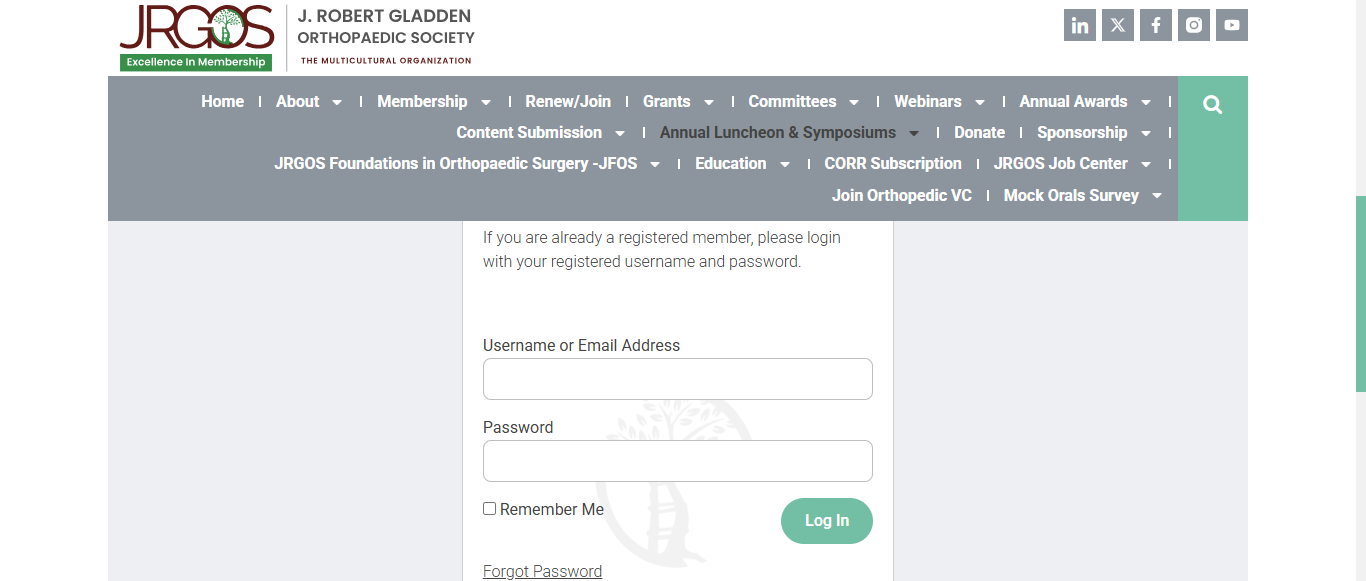 JRGOS
Excellence In Membership
J. ROBERT GLADDEN
ORTHOPAEDIC SOCIETY
THE MULTICULTURAL ORGANIZATION
Home | About | Membership | Renew/Join | Grants | Committees | Webinars | Annual Awards |
Content Submission | Annual Luncheon & Symposiums | Donate | Sponsorship |
JRGOS Foundations in Orthopaedic Surgery -JFOS | Education | CORR Subscription | JRGOS Job Center |
Join Orthopedic VC | Mock Orals Survey
If you are already a registered member, please login
with your registered username and password.
Username or Email Address
Password
Remember Me
Log In
Forgot Password